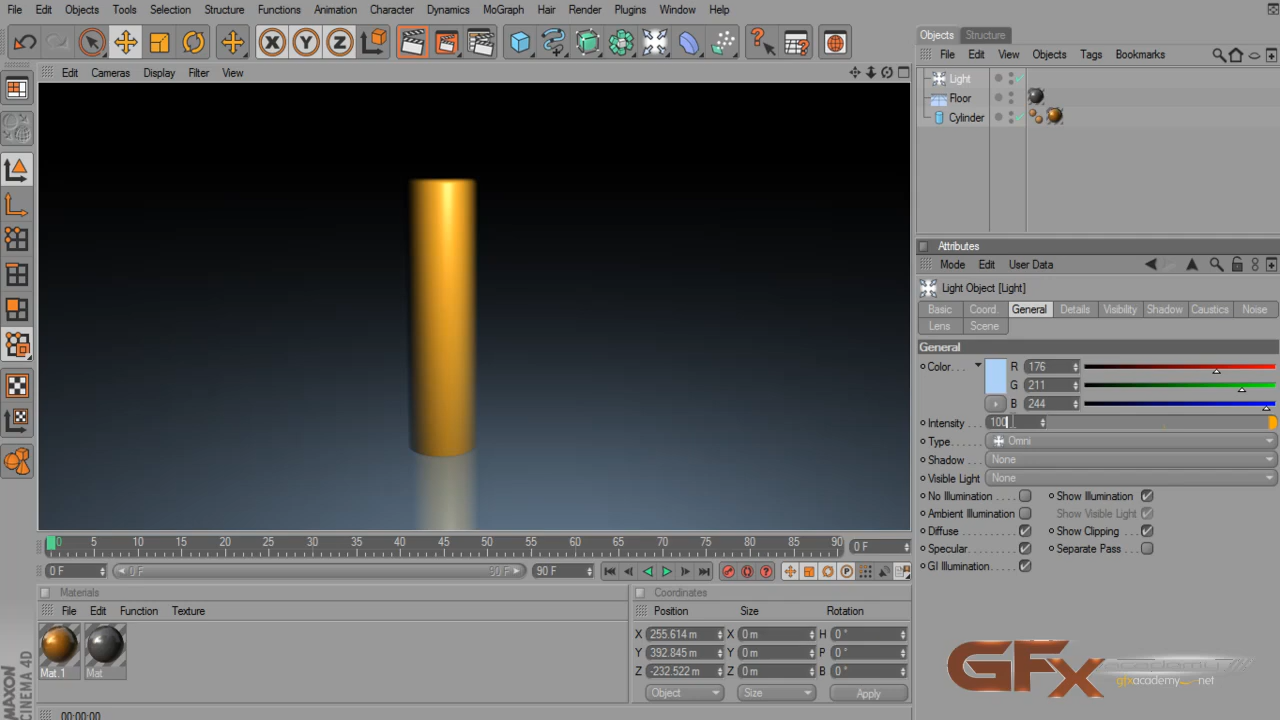 File Edit Objects Tools Selection Structure Functions Animation Character Dynamics MoGraph Hair Render Plugins Window Help
Objects Structure
File Edit View Objects Tags Bookmarks
Edit Cameras Display Filter View
Light
Floor
Cylinder
Attributes
Mode Edit User Data
Light Object [Light]
Basic Coord. General Details Visibility Shadow Caustics Noise
Lens Scene
General
Color. . . R 176
G 211
B 244
Intensity 100
Type Omni
Shadow None
Visible Light None
No Illumination Show Illumination
Ambient Illumination Show Visible Light
Diffuse Show Clipping
Specular Separate Pass
GI Illumination
0 5 10 15 20 25 30 35 40 45 50 55 60 65 70 75 80 85 90 0 F
0 F 0 F 90 F 90 F
Materials
File Edit Function Texture
Mat.1 Mat
Coordinates
Position Size Rotation
X 255.614 m X 0 m H 0 °
Y 392.845 m Y 0 m P 0 °
Z -232.522 m Z 0 m B 0 °
Object Size Apply
MAXON
CINEMA 4D
00:00:00
GFX academy
gfxacademy.net